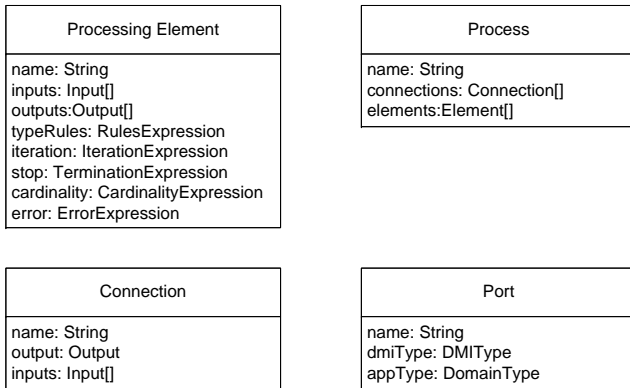 Processing Element
name: String
inputs: Input[]
outputs:Output[]
typeRules: RulesExpression
iteration: IterationExpression
stop: TerminationExpression
cardinality: CardinalityExpression
error: ErrorExpression
Process
name: String
connections: Connection[]
elements:Element[]
Connection
name: String
output: Output
inputs: Input[]
Port
name: String
dmiType: DMIType
appType: DomainType